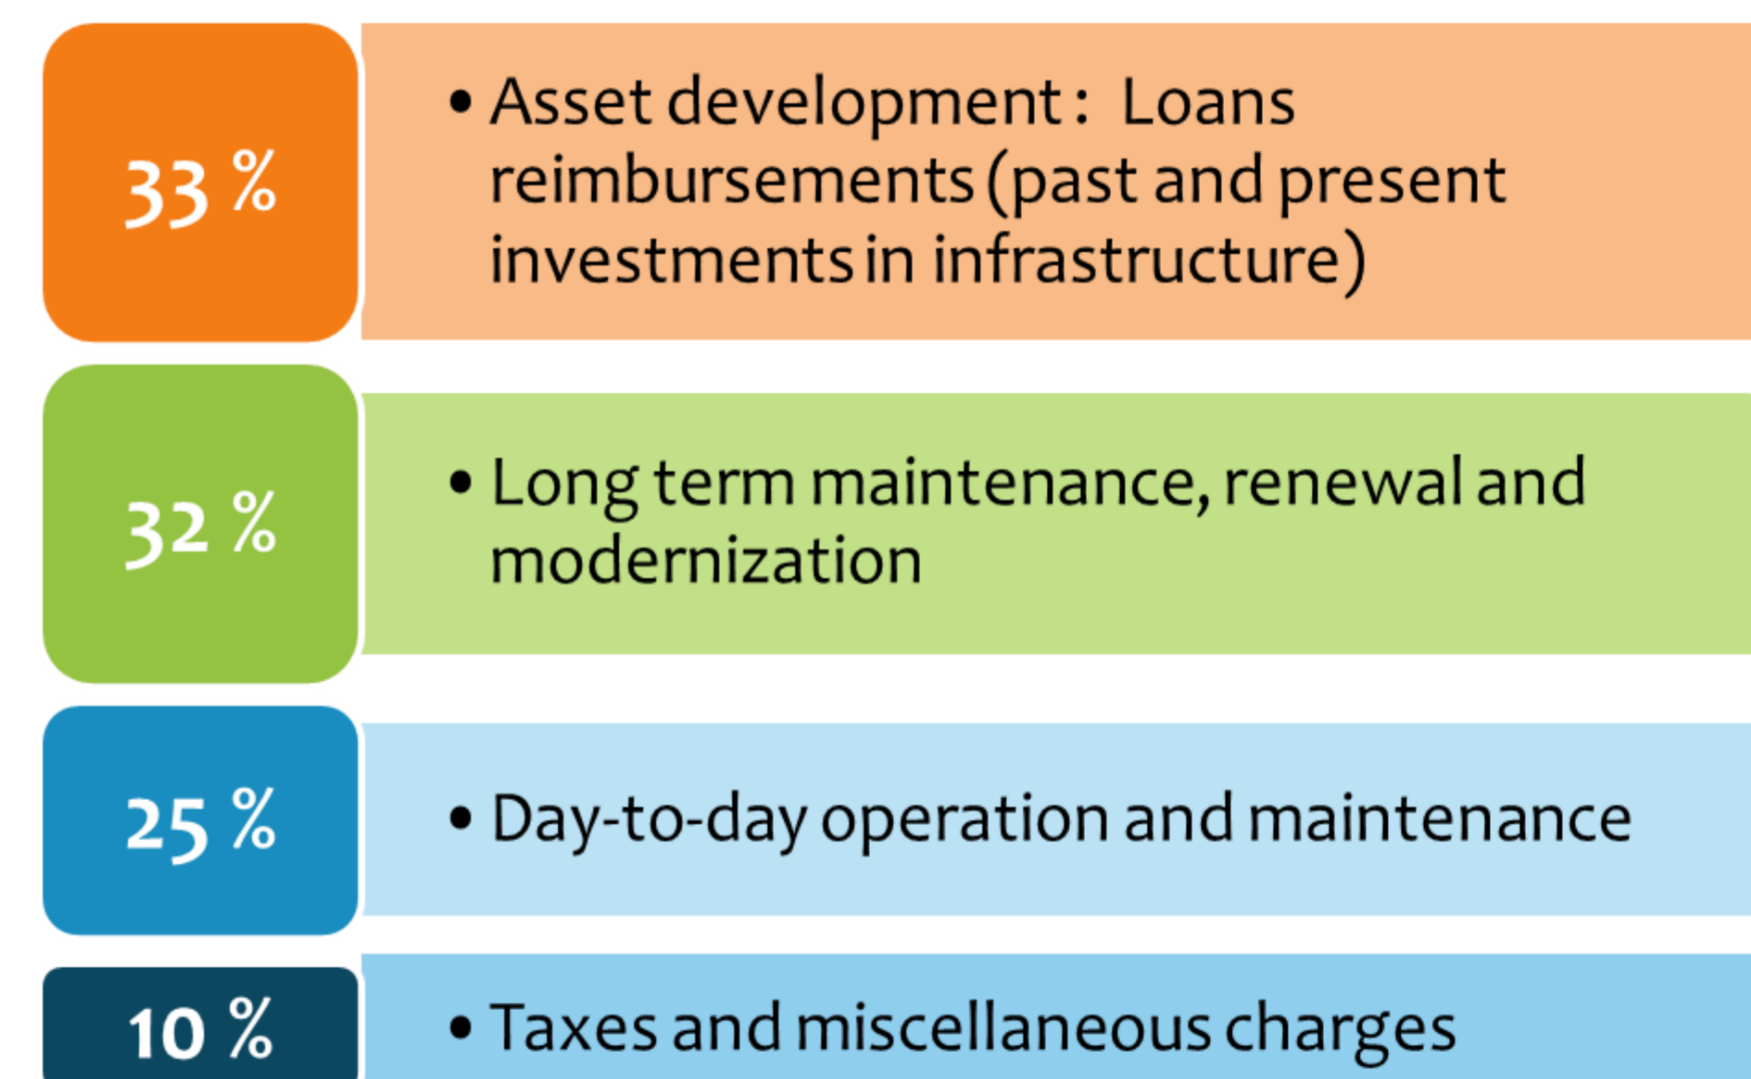 33 %
• Asset development : Loans
reimbursements (past and present
investments in infrastructure)
32 %
• Long term maintenance, renewal and
modernization
25 %
• Day-to-day operation and maintenance
10 %
• Taxes and miscellaneous charges